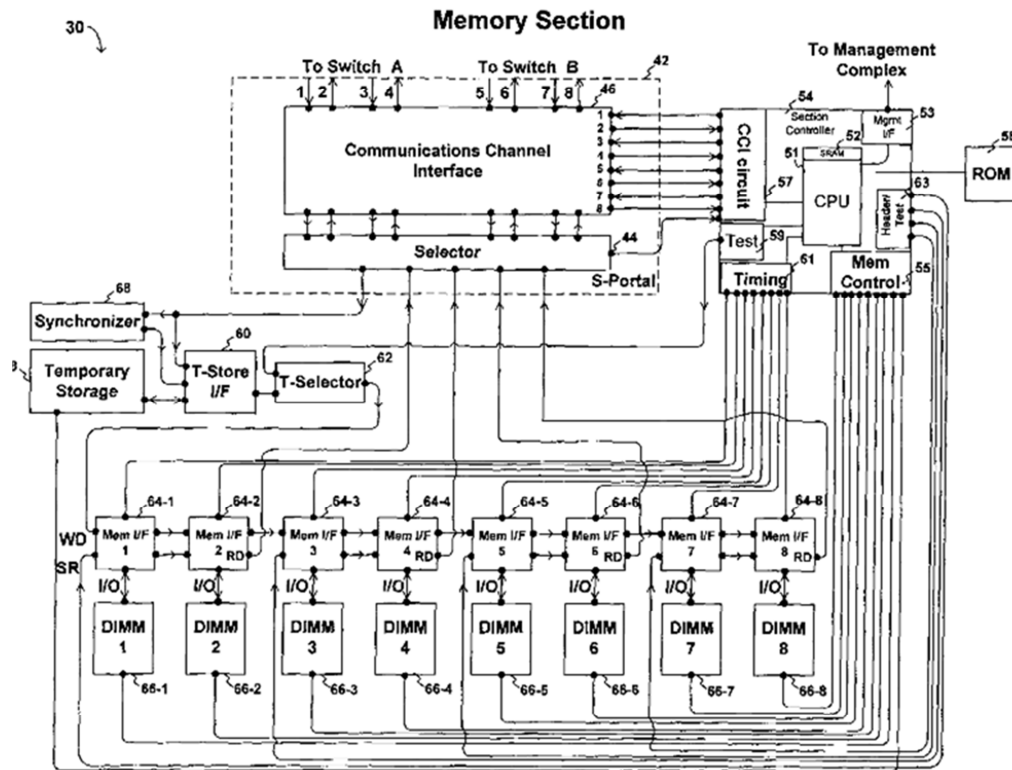 Memory Section
30
To Switch A
To Switch B
42
To Management
Complex
1 2 3 4 5 6 7 8
46
Communications Channel
Interface
1
2
3
4
5
6
7
8
CCI circuit
54
Section
Controller
Mgmt
I/F
53
52
SRAM
51
CPU
57
ROM
63
Header/
Test
Selector
44
S-Portal
Test
59
Timing
61
Mem
Control
55
68
Synchronizer
60
T-Store
I/F
62
T-Selector
Temporary
Storage
64-1 64-2 64-3 64-4 64-5 64-6 64-7 64-8
WD
SR
Mem I/F
1
Mem I/F
2 RD
Mem I/F
3
Mem I/F
4 RD
Mem I/F
5
Mem I/F
6 RD
Mem I/F
7
Mem I/F
8 RD
I/O I/O I/O I/O I/O I/O I/O I/O
DIMM
1
DIMM
2
DIMM
3
DIMM
4
DIMM
5
DIMM
6
DIMM
7
DIMM
8
66-1 66-2 66-3 66-4 66-5 66-6 66-7 66-8